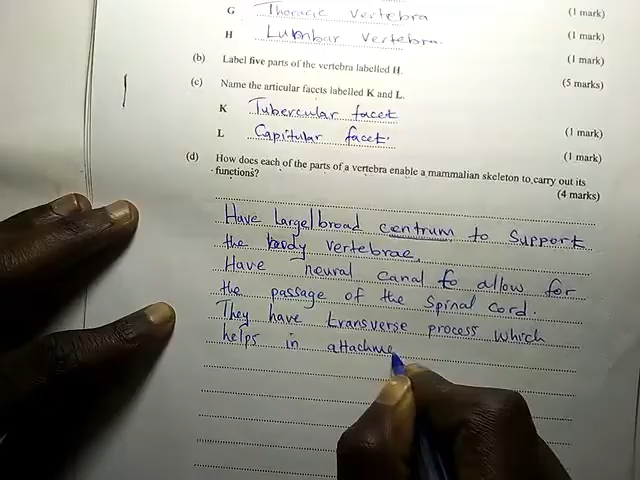 G Thoracic Vertebra (1 mark)
H Lumbar Vertebra. (1 mark)
(b) Label five parts of the vertebra labelled H. (1 mark)
(c) Name the articular facets labelled K and L. (5 marks)
K Tubercular facet
L Capitular facet. (1 mark)
(1 mark)
(d) How does each of the parts of a vertebra enable a mammalian skeleton to carry out its
functions? (4 marks)
Have large/broad centrum to Support
the body vertebrae.
Have neural canal to allow for
the passage of the Spinal Cord.
They have transverse process which
helps in attachme